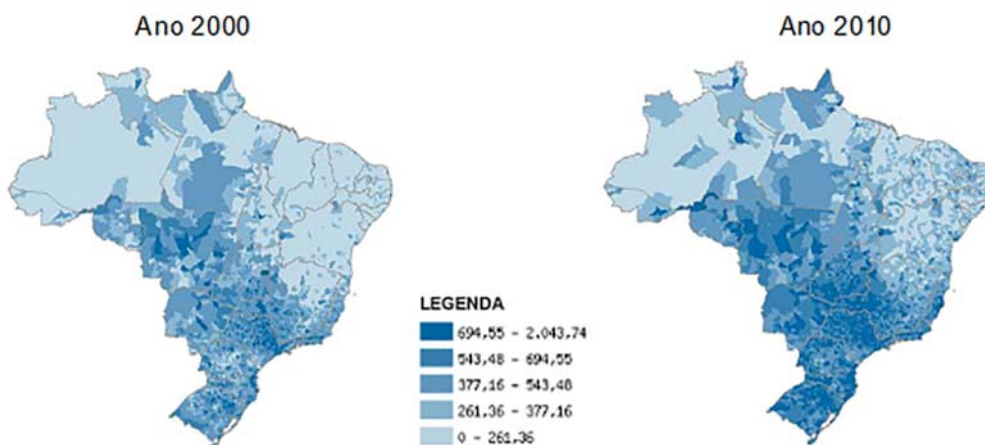 Ano 2000
Ano 2010
LEGENDA
694,55 - 2.043,74
543,48 - 694,55
377,16 - 543,48
261,36 - 377,16
0 - 261,36